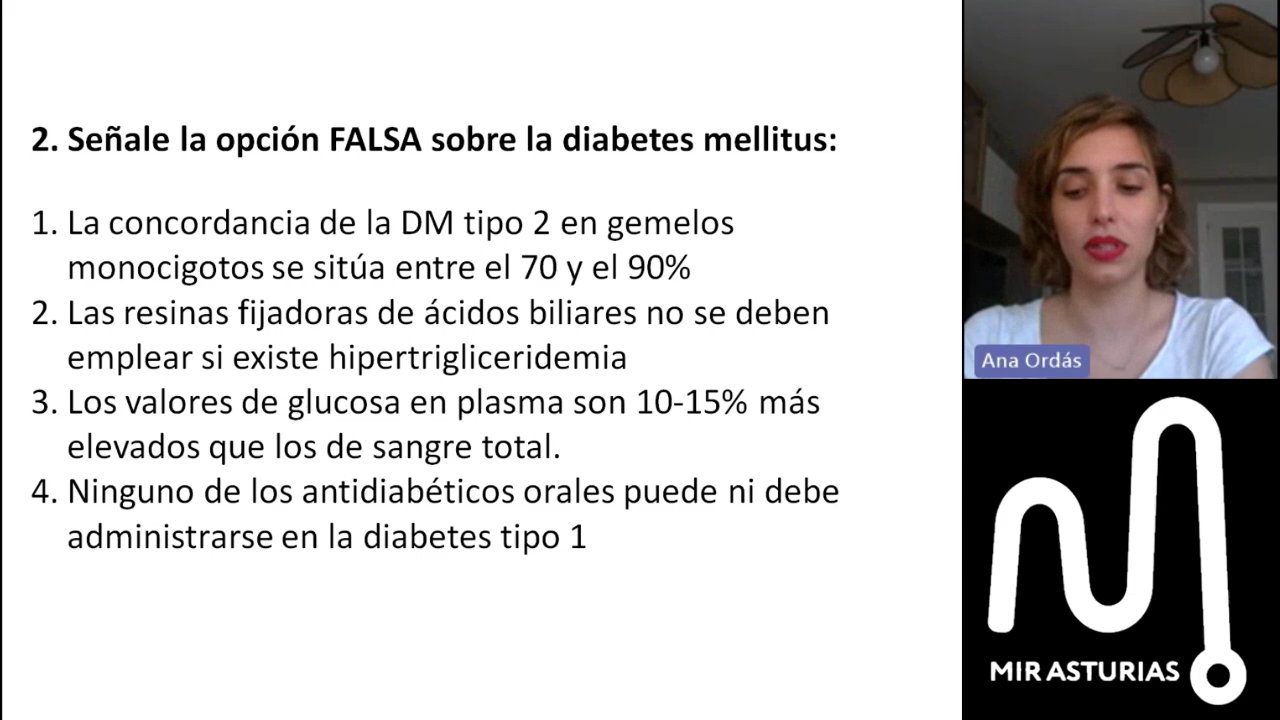 2. Señale la opción FALSA sobre la diabetes mellitus:
1. La concordancia de la DM tipo 2 en gemelos
monocigotos se sitúa entre el 70 y el 90%
2. Las resinas fijadoras de ácidos biliares no se deben
emplear si existe hipertrigliceridemia
3. Los valores de glucosa en plasma son 10-15% más
elevados que los de sangre total.
4. Ninguno de los antidiabéticos orales puede ni debe
administrarse en la diabetes tipo 1
Ana Ordás
MIR ASTURIAS